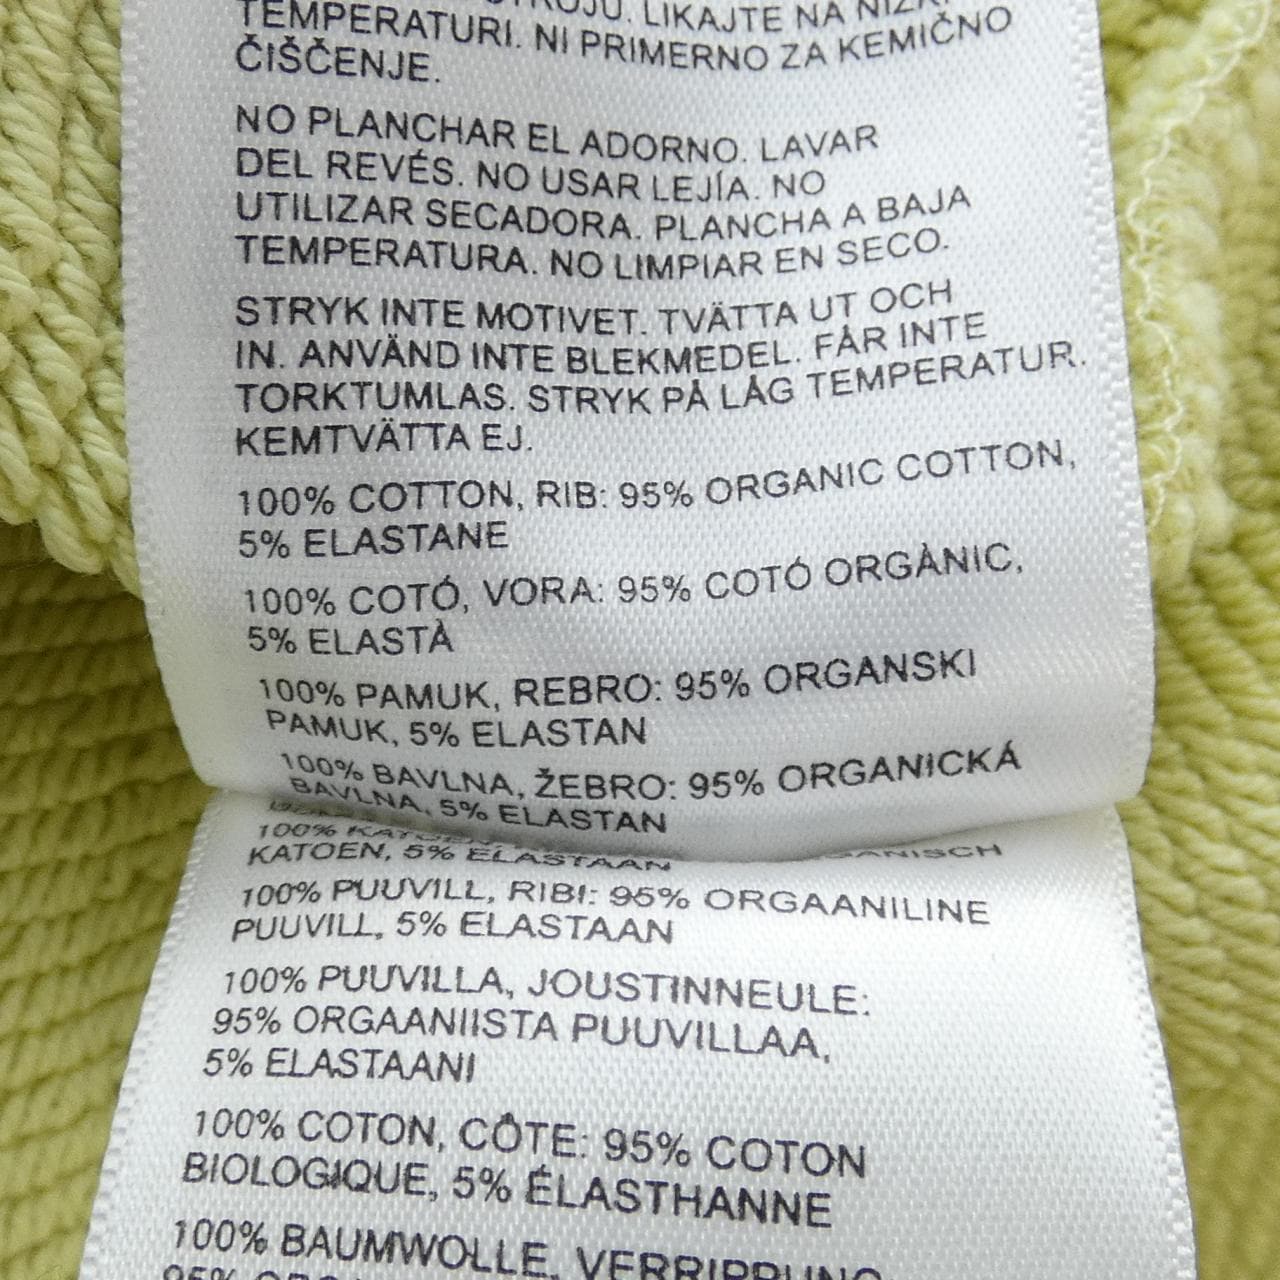 LIKAJTE NA
TEMPERATURI. NI PRIMERNO ZA KEMIČNO
ČIŠČENJE.
NO PLANCHAR EL ADORNO. LAVAR
DEL REVÉS. NO USAR LEJÍA. NO
UTILIZAR SECADORA. PLANCHA A BAJA
TEMPERATURA. NO LIMPIAR EN SECO.
STRYK INTE MOTIVET. TVÄTTA UT OCH
IN. ANVÄND INTE BLEKMEDEL. FÅR INTE
TORKTUMLAS. STRYK PÅ LÅG TEMPERATUR.
KEMTVÄTTA EJ.
100% COTTON, RIB: 95% ORGANIC COTTON,
5% ELASTANE
100% COTÓ, VORA: 95% COTÓ ORGÀNIC,
5% ELASTÀ
100% PAMUK, REBRO: 95% ORGANSKI
PAMUK, 5% ELASTAN
100% BAVLNA, ŽEBRO: 95% ORGANICKÁ
BAVLNA, 5% ELASTAN
100%
KATOEN, 5% ELASTAAN
100% PUUVILL, RIBI: 95% ORGAANILINE
PUUVILL, 5% ELASTAAN
100% PUUVILLA, JOUSTINNEULE:
95% ORGAANIISTA PUUVILLAA,
5% ELASTAANI
100% COTON, CÔTE: 95% COTON
BIOLOGIQUE, 5% ÉLASTHANNE
100% BAUMWOLLE, VERRIPPUNG
95%